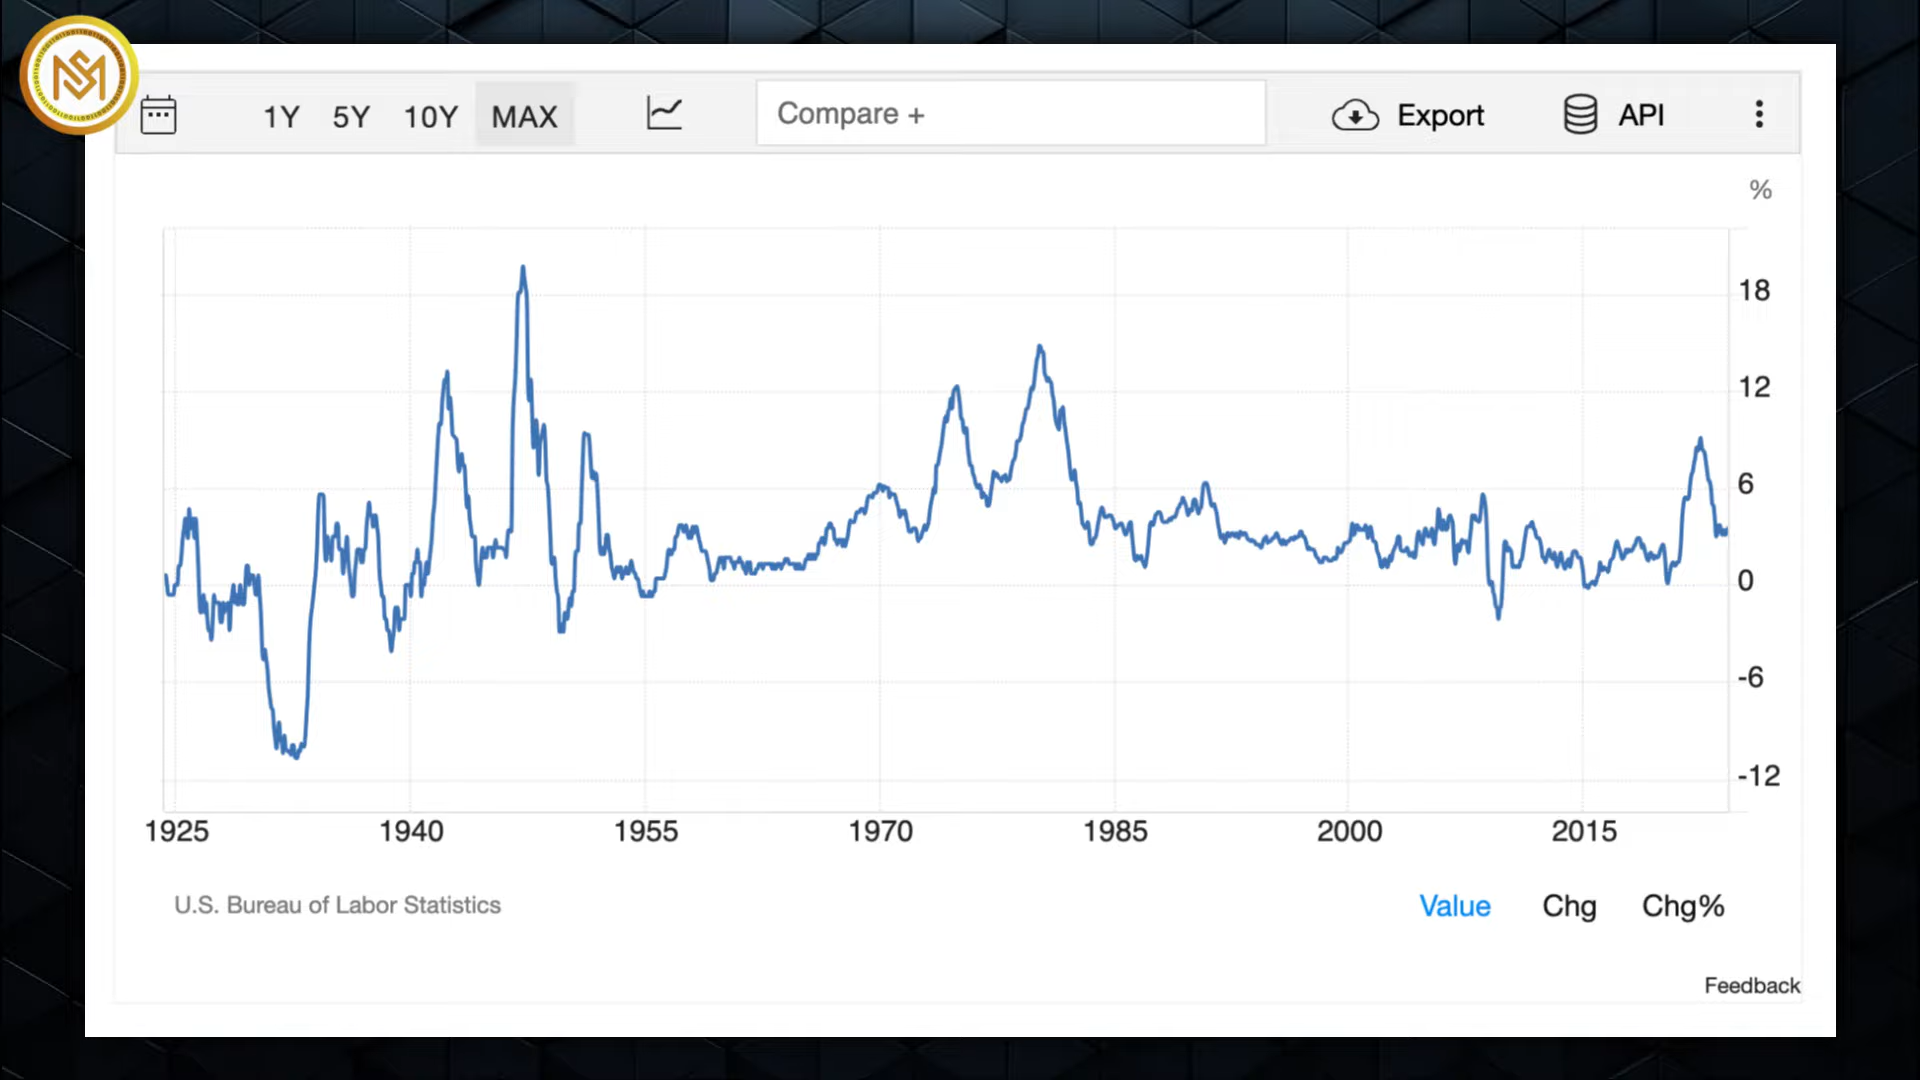 1Y 5Y 10Y MAX Compare + Export API
%
18
12
6
0
-6
-12
1925 1940 1955 1970 1985 2000 2015
U.S. Bureau of Labor Statistics Value Chg Chg%
Feedback